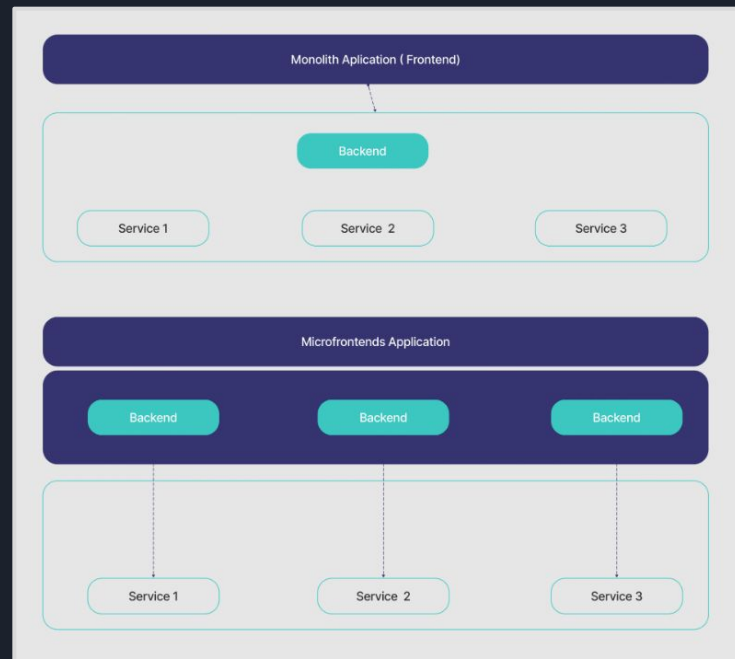 Monolith Aplication ( Frontend)
Backend
Service 1
Service 2
Service 3
Microfrontends Application
Backend
Backend
Backend
Service 1
Service 2
Service 3